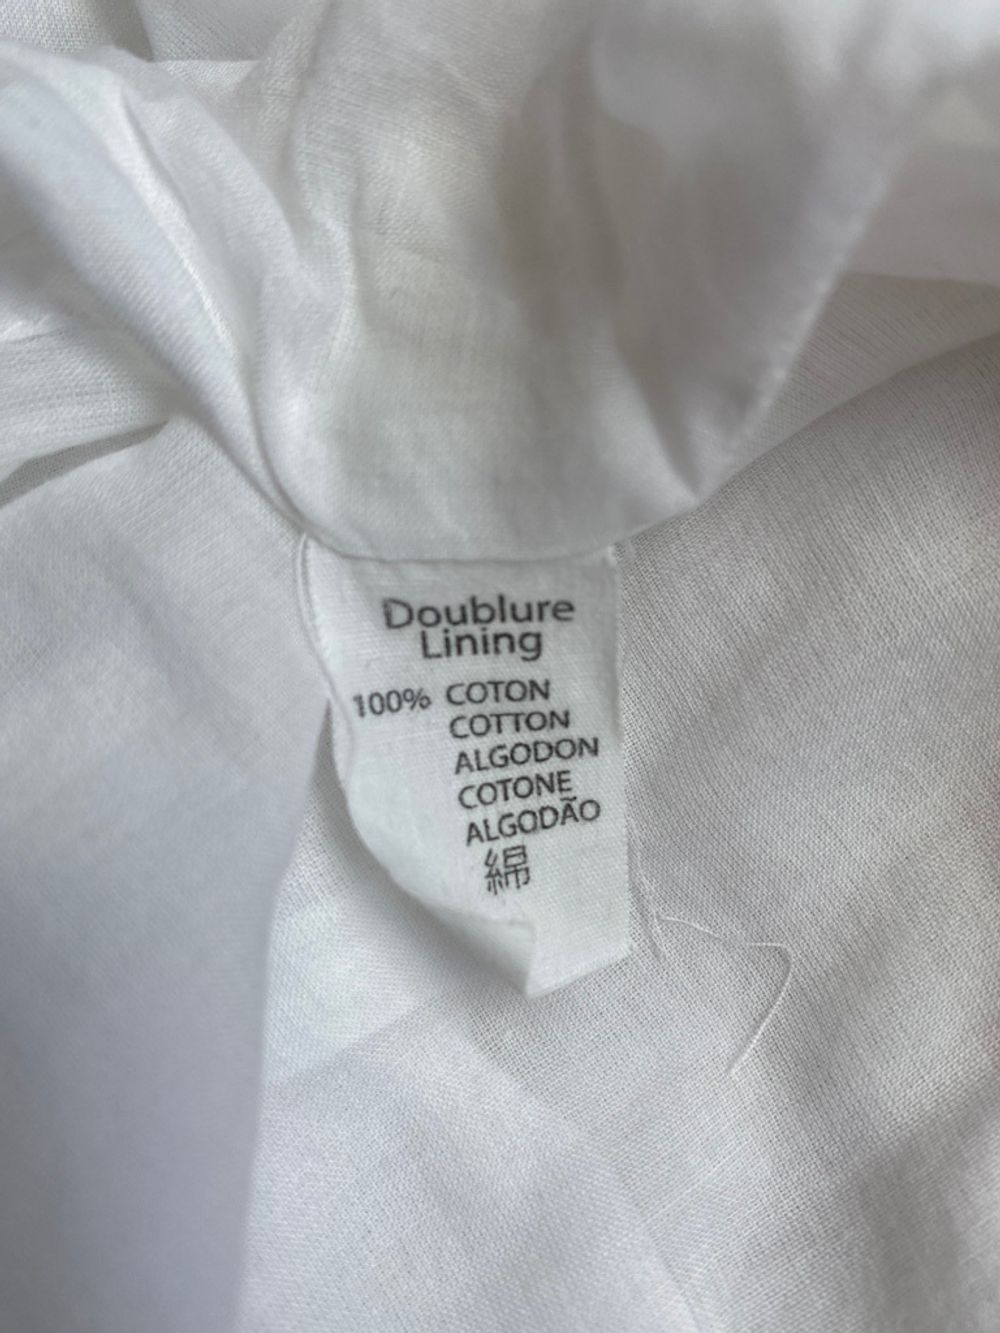 Doublure
Lining
100% COTON
COTTON
ALGODON
COTONE
ALGODÃO
綿